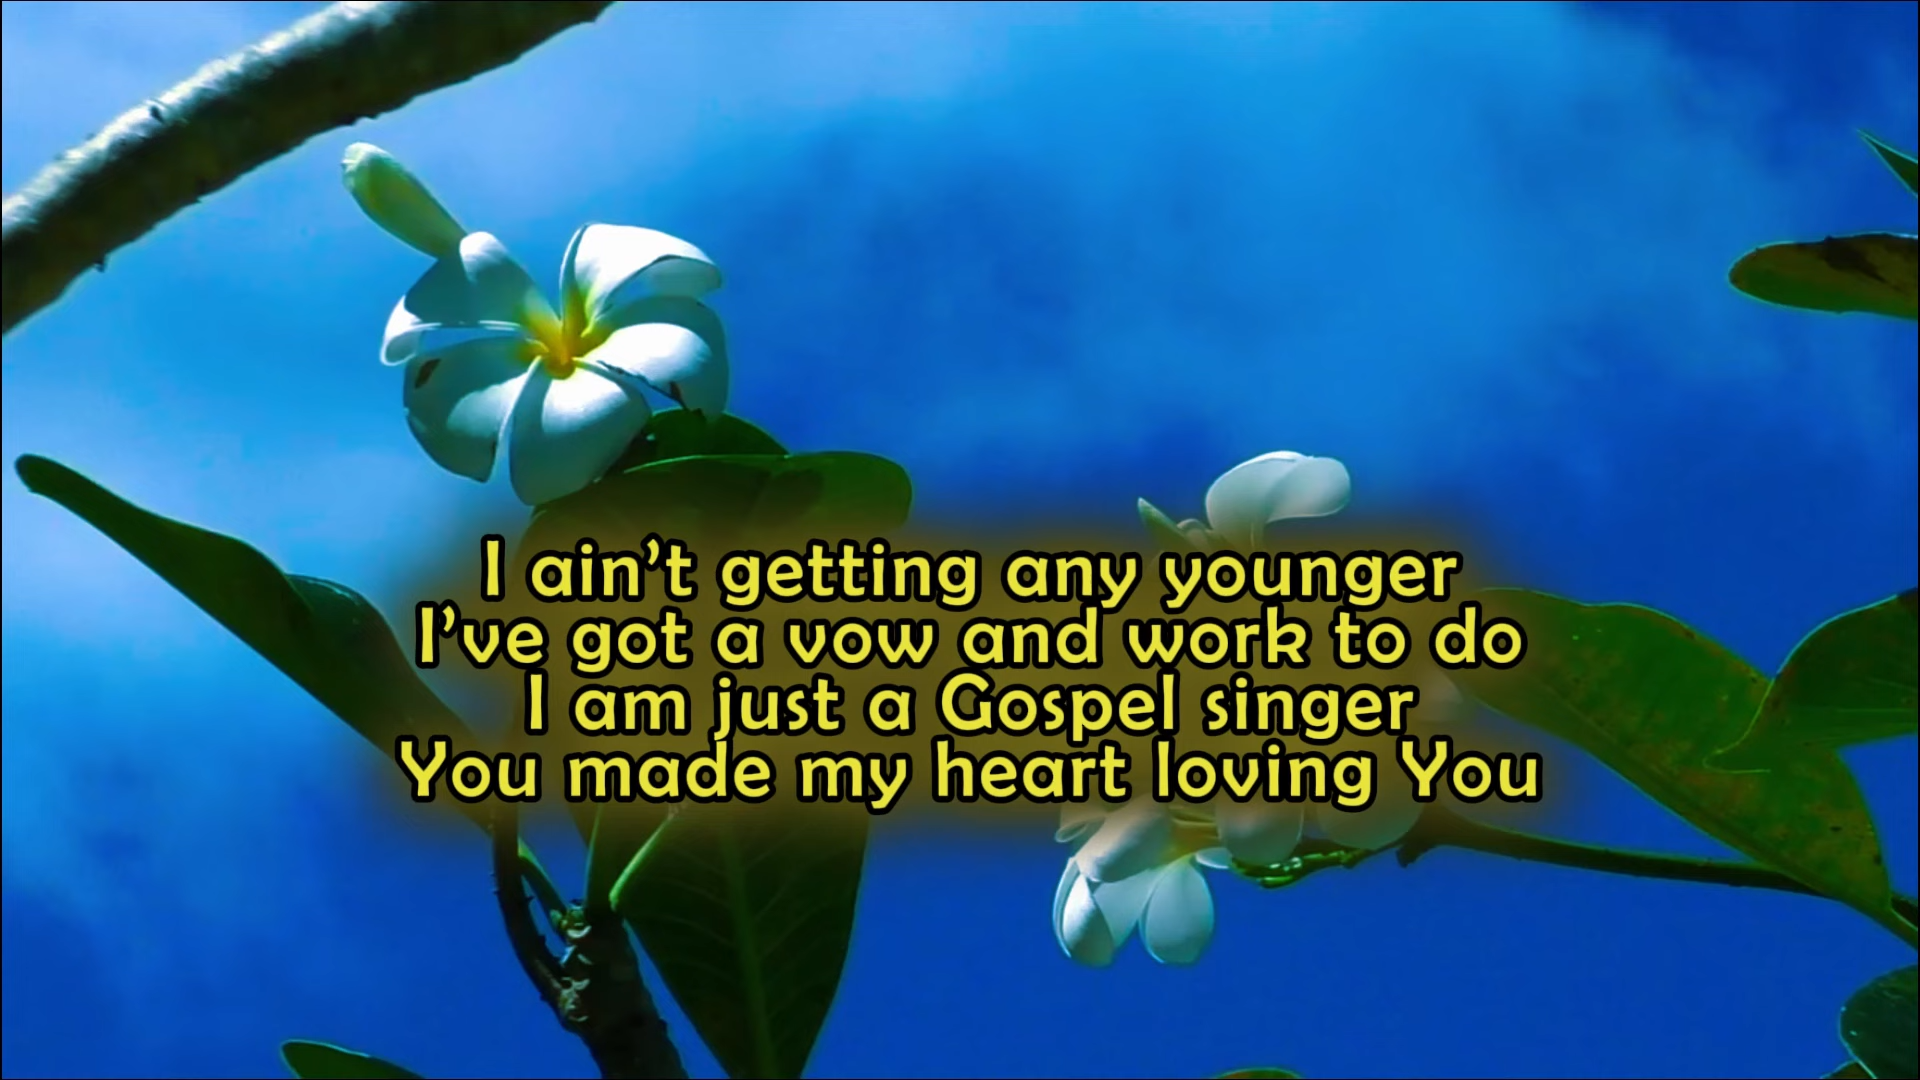 I ain’t getting any younger
I’ve got a vow and work to do
I am just a Gospel singer
You made my heart loving You